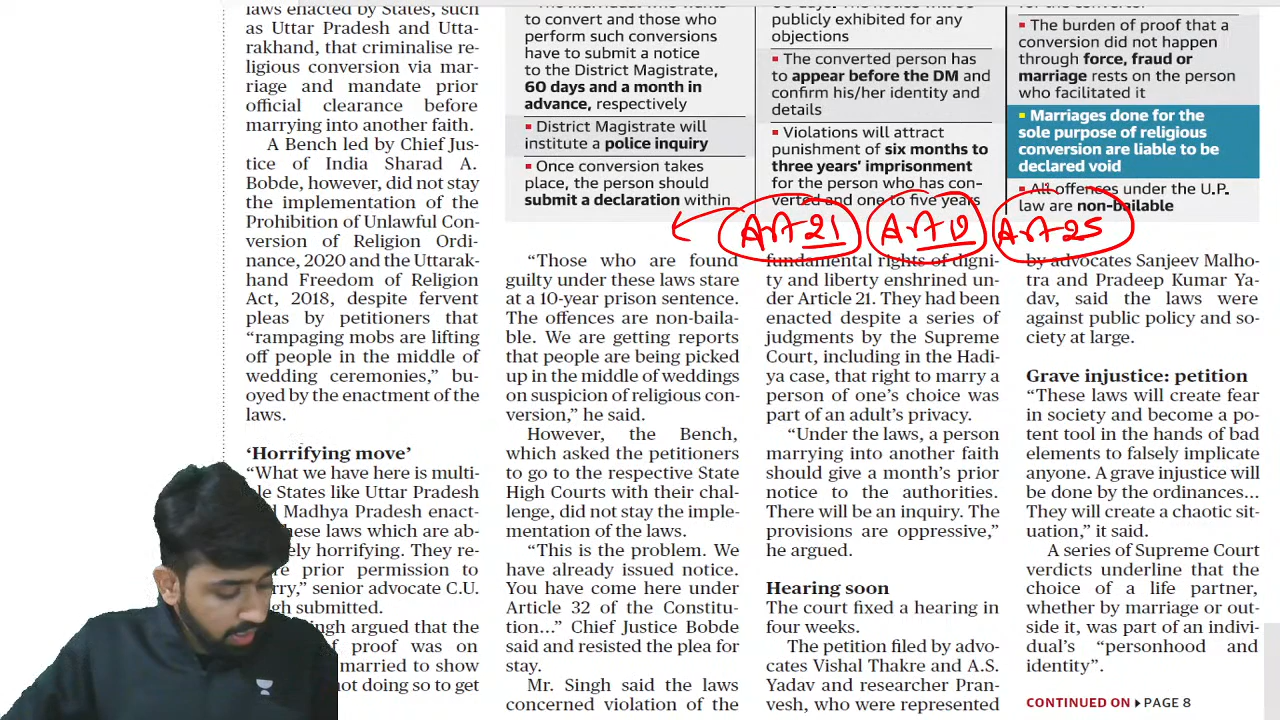 laws enacted by States, such
as Uttar Pradesh and Utta-
rakhand, that criminalise re-
ligious conversion via mar-
riage and mandate prior
official clearance before
marrying into another faith.
A Bench led by Chief Jus-
tice of India Sharad A.
Bobde, however, did not stay
the implementation of the
Prohibition of Unlawful Con-
version of Religion Ordi-
nance, 2020 and the Uttarak-
hand Freedom of Religion
Act, 2018, despite fervent
pleas by petitioners that
“rampaging mobs are lifting
off people in the middle of
wedding ceremonies,” bu-
oyed by the enactment of the
laws.
‘Horrifying move’
“What we have here is multi-
States like Uttar Pradesh
Madhya Pradesh enact-
these laws which are ab-
ely horrifying. They re-
prior permission to
senior advocate C.U.
submitted.
argued that the
proof was on
married to show
not doing so to get
to convert and those who
perform such conversions
have to submit a notice
to the District Magistrate,
60 days and a month in
advance, respectively
▪ District Magistrate will
institute a police inquiry
▪ Once conversion takes
place, the person should
submit a declaration within
publicly exhibited for any
objections
▪ The converted person has
to appear before the DM and
confirm his/her identity and
details
▪ Violations will attract
punishment of six months to
three years’ imprisonment
for the person who has con-
verted and one to five years
▪ The burden of proof that a
conversion did not happen
through force, fraud or
marriage rests on the person
who facilitated it
▪ Marriages done for the
sole purpose of religious
conversion are liable to be
declared void
▪ All offences under the U.P.
law are non-bailable
Art-21 Art-19 Art-25
“Those who are found
guilty under these laws stare
at a 10-year prison sentence.
The offences are non-baila-
ble. We are getting reports
that people are being picked
up in the middle of weddings
on suspicion of religious con-
version,” he said.
However, the Bench,
which asked the petitioners
to go to the respective State
High Courts with their chal-
lenge, did not stay the imple-
mentation of the laws.
“This is the problem. We
have already issued notice.
You have come here under
Article 32 of the Constitu-
tion...” Chief Justice Bobde
said and resisted the plea for
stay.
Mr. Singh said the laws
concerned violation of the
fundamental rights of digni-
ty and liberty enshrined un-
der Article 21. They had been
enacted despite a series of
judgments by the Supreme
Court, including in the Hadi-
ya case, that right to marry a
person of one’s choice was
part of an adult’s privacy.
“Under the laws, a person
marrying into another faith
should give a month’s prior
notice to the authorities.
There will be an inquiry. The
provisions are oppressive,”
he argued.
Hearing soon
The court fixed a hearing in
four weeks.
The petition filed by advo-
cates Vishal Thakre and A.S.
Yadav and researcher Pran-
vesh, who were represented
by advocates Sanjeev Malho-
tra and Pradeep Kumar Ya-
dav, said the laws were
against public policy and so-
ciety at large.
Grave injustice: petition
“These laws will create fear
in society and become a po-
tent tool in the hands of bad
elements to falsely implicate
anyone. A grave injustice will
be done by the ordinances...
They will create a chaotic sit-
uation,” it said.
A series of Supreme Court
verdicts underline that the
choice of a life partner,
whether by marriage or out-
side it, was part of an indivi-
dual’s “personhood and
identity”.
CONTINUED ON ▸ PAGE 8